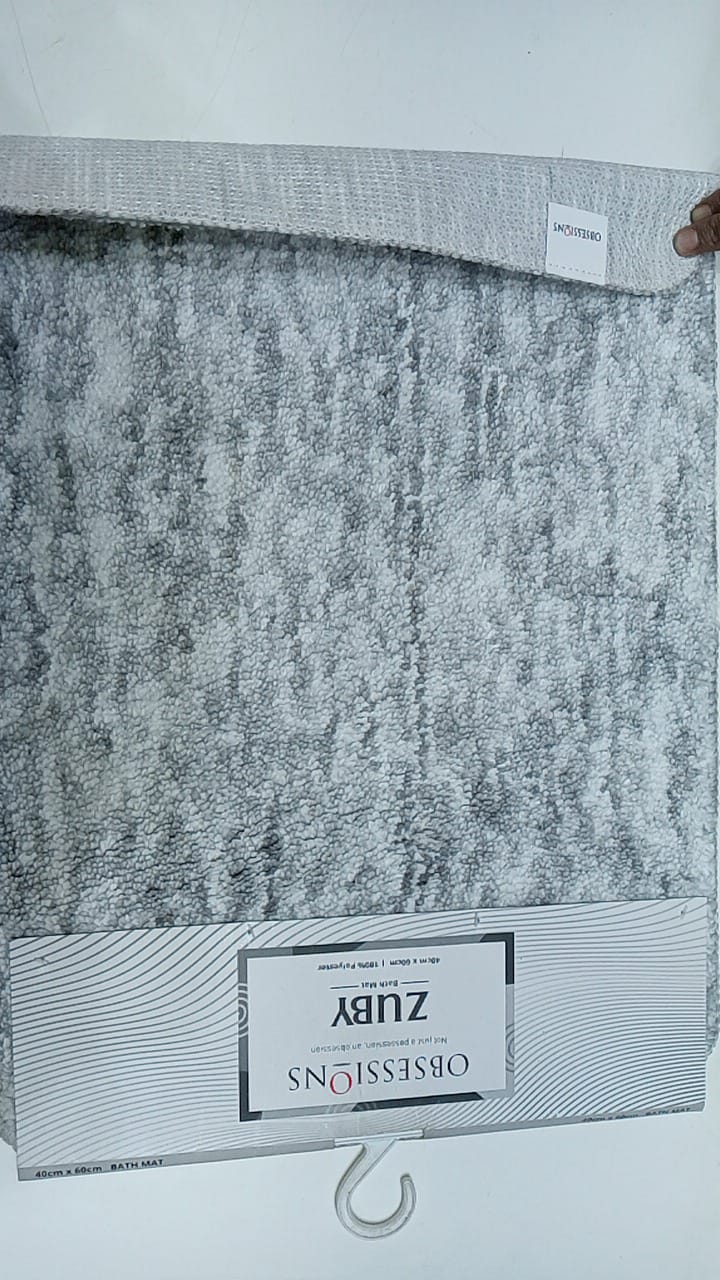 OBSESSIONS
OBSESSIONS
Not just a possession, an obsession
ZUBY
Bath Mat
40cm x 60cm | 100% Polyester
40cm x 60cm BATH MAT
40cm x 60cm BATH MAT